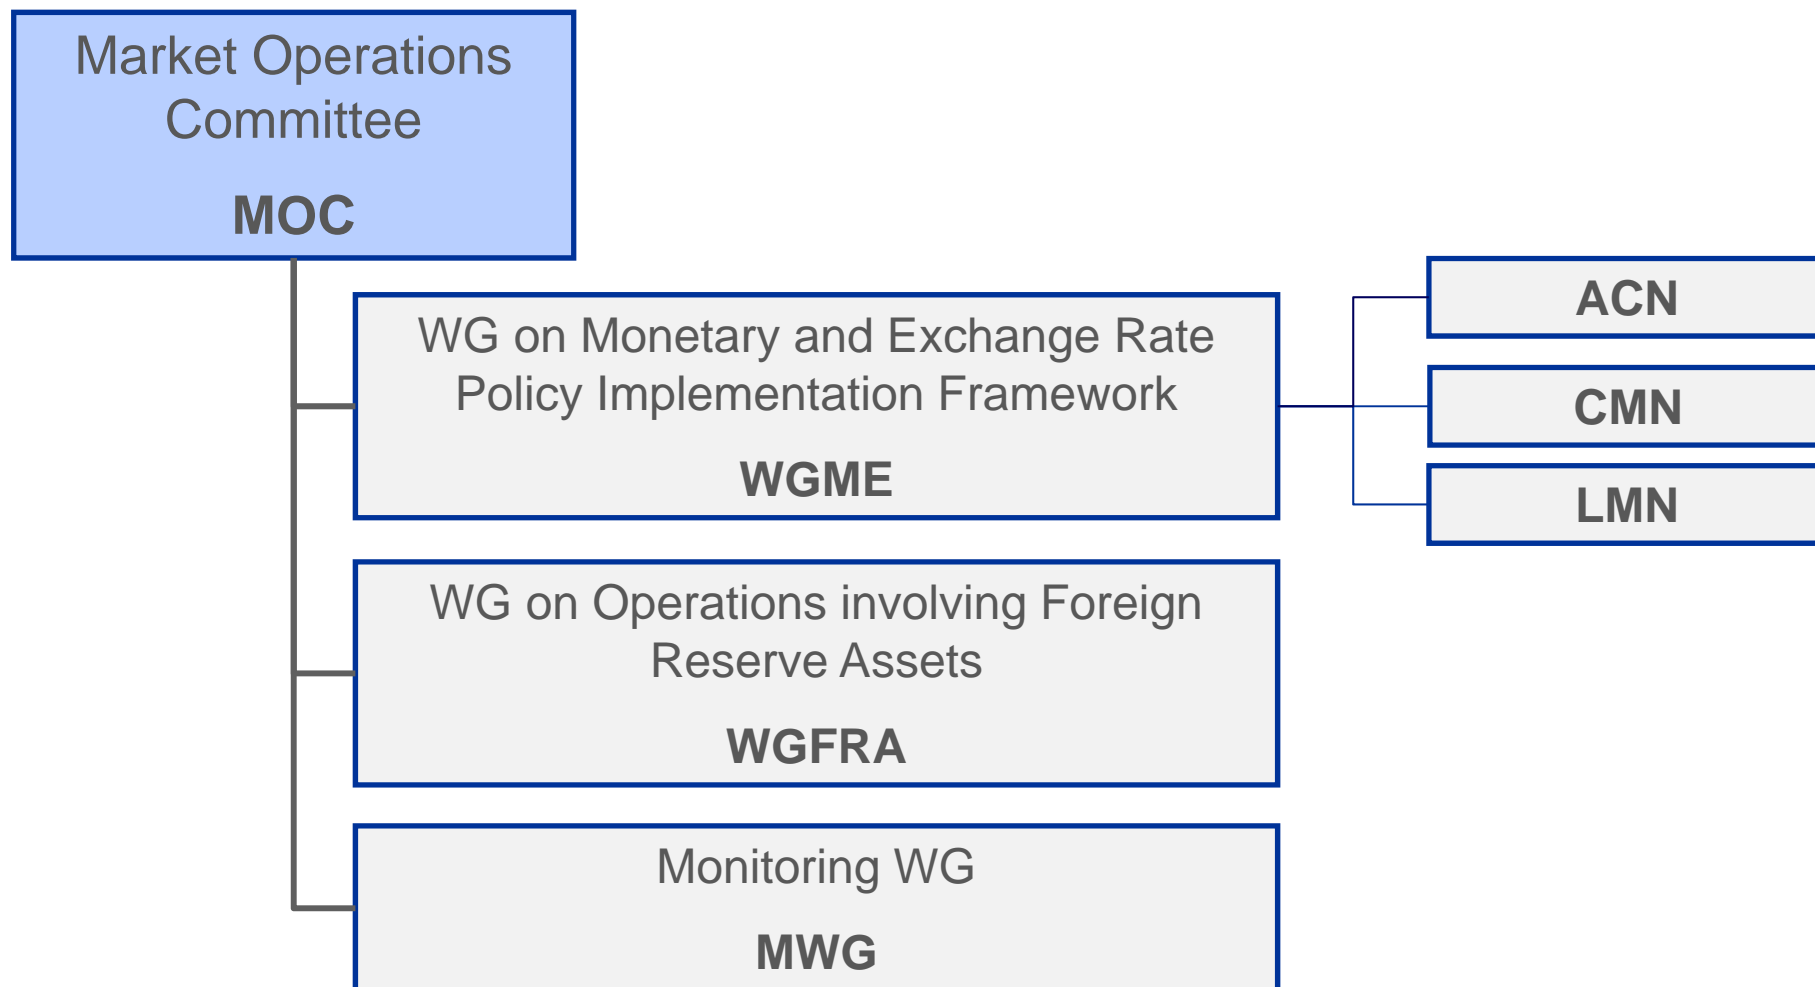 Market Operations
Committee
MOC
WG on Monetary and Exchange Rate
Policy Implementation Framework
WGME
ACN
CMN
LMN
WG on Operations involving Foreign
Reserve Assets
WGFRA
Monitoring WG
MWG